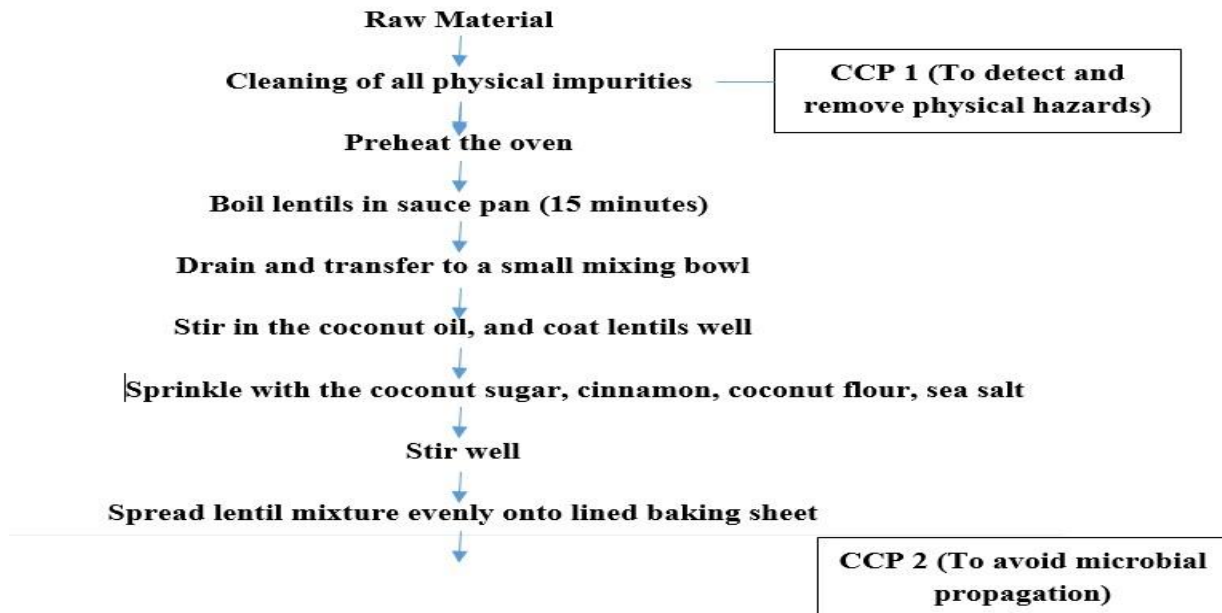 Raw Material
Cleaning of all physical impurities
CCP 1 (To detect and
remove physical hazards)
Preheat the oven
Boil lentils in sauce pan (15 minutes)
Drain and transfer to a small mixing bowl
Stir in the coconut oil, and coat lentils well
Sprinkle with the coconut sugar, cinnamon, coconut flour, sea salt
Stir well
Spread lentil mixture evenly onto lined baking sheet
CCP 2 (To avoid microbial
propagation)